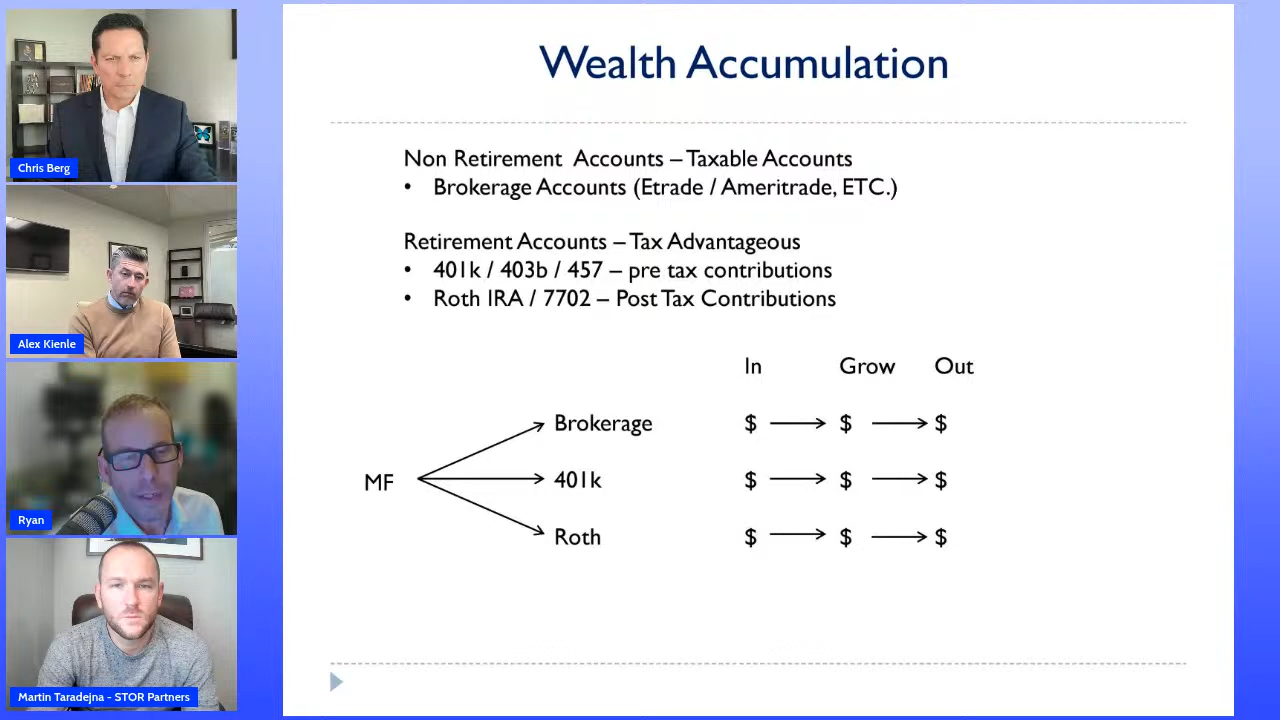 Chris Berg
Alex Kienle
Ryan
Martin Taradejna - STOR Partners
Wealth Accumulation
Non Retirement Accounts – Taxable Accounts
• Brokerage Accounts (Etrade / Ameritrade, ETC.)
Retirement Accounts – Tax Advantageous
• 401k / 403b / 457 – pre tax contributions
• Roth IRA / 7702 – Post Tax Contributions
In Grow Out
Brokerage $ $ $
MF 401k $ $ $
Roth $ $ $